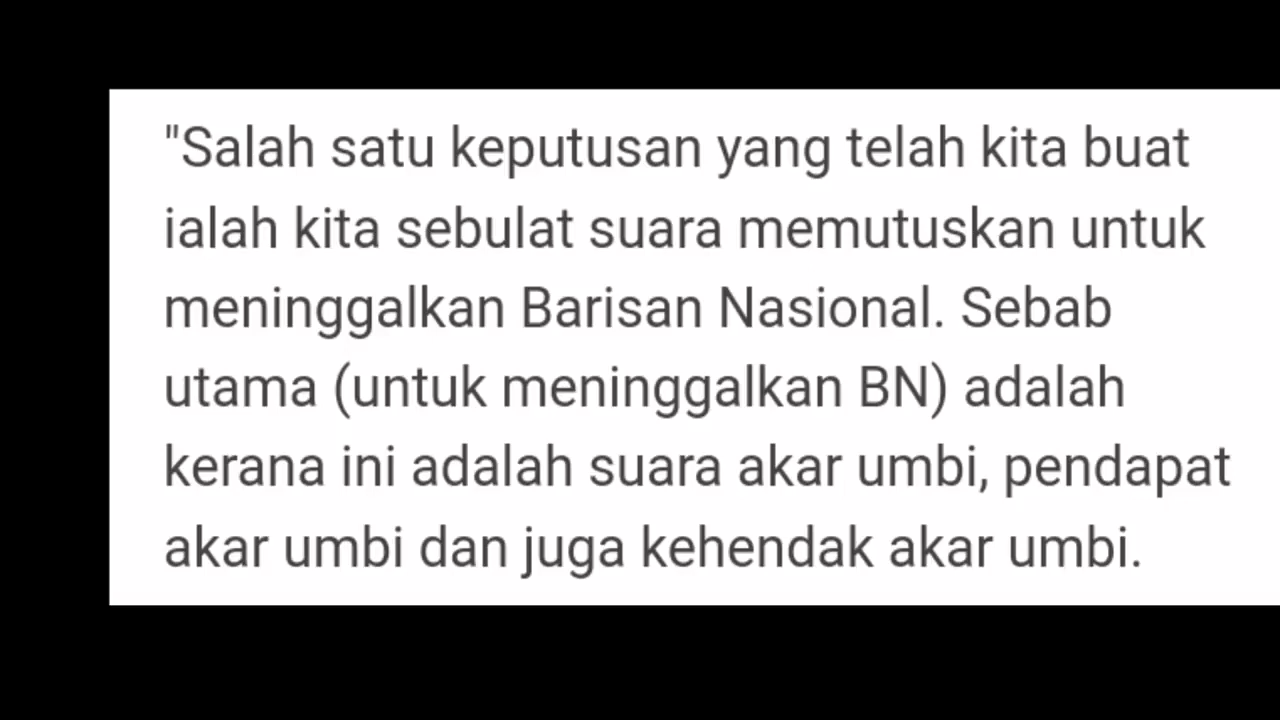 "Salah satu keputusan yang telah kita buat
ialah kita sebulat suara memutuskan untuk
meninggalkan Barisan Nasional. Sebab
utama (untuk meninggalkan BN) adalah
kerana ini adalah suara akar umbi, pendapat
akar umbi dan juga kehendak akar umbi.